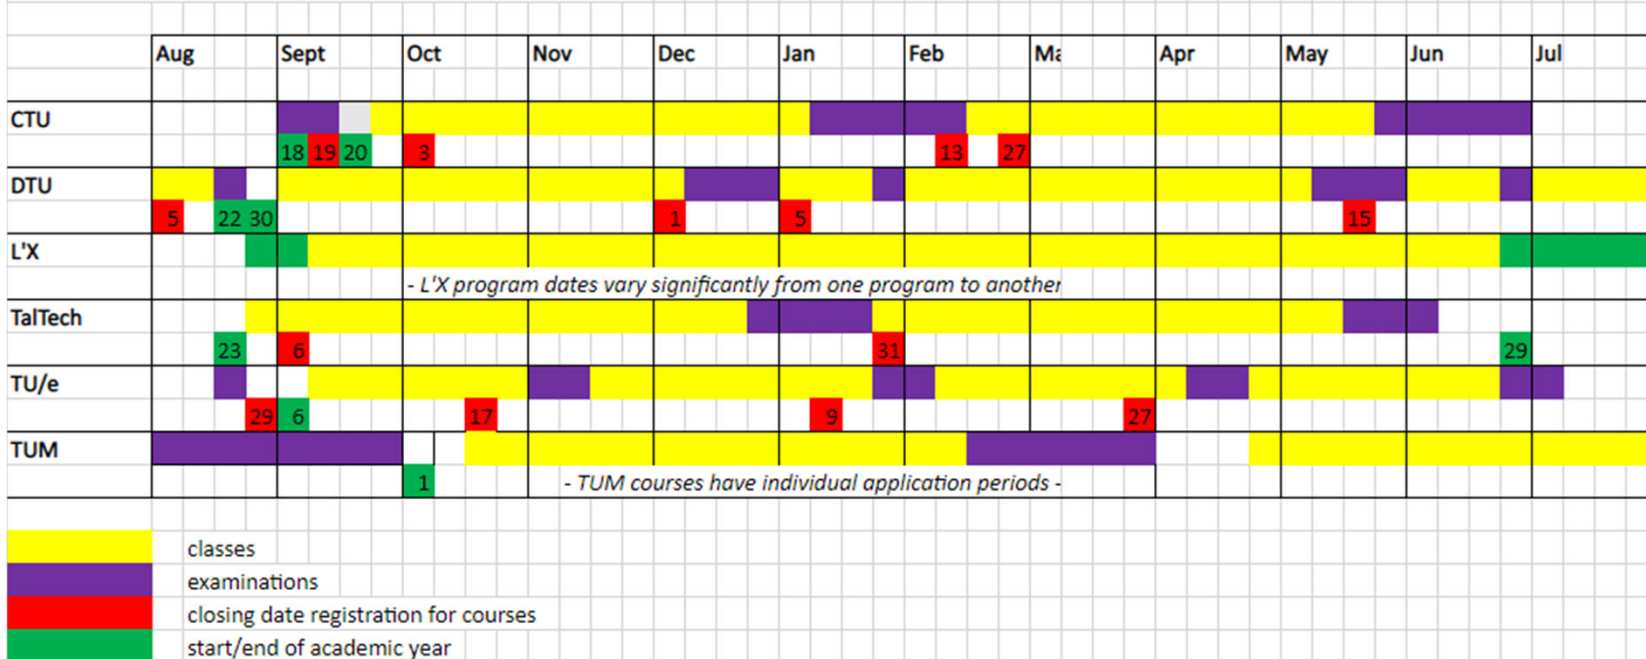 Aug Sept Oct Nov Dec Jan Feb Ma Apr May Jun Jul
CTU
18 19 20 3 13 27
DTU
5 22 30 1 5 15
L'X
- L'X program dates vary significantly from one program to another
TalTech
23 6 31 29
TU/e
29 6 17 9 27
TUM
1 - TUM courses have individual application periods -
classes
examinations
closing date registration for courses
start/end of academic year